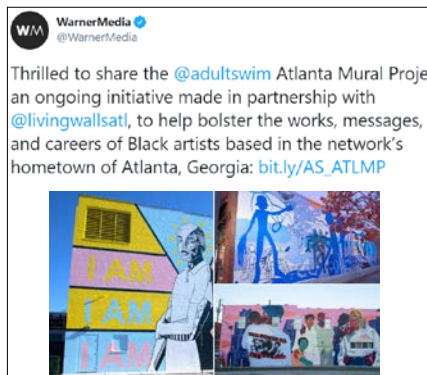 WM
WarnerMedia
@WarnerMedia
Thrilled to share the @adultswim Atlanta Mural Proje
an ongoing initiative made in partnership with
@livingwallsatl, to help bolster the works, messages,
and careers of Black artists based in the network's
hometown of Atlanta, Georgia: bit.ly/AS_ATLMP
I AM
I AM
I AM